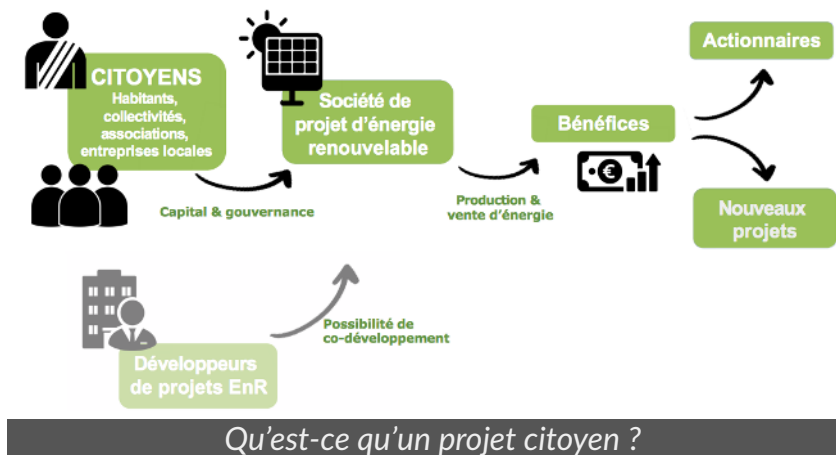 CITOYENS
Habitants,
collectivités,
associations,
entreprises locales
Capital & gouvernance
Société de
projet d'énergie
renouvelable
Production &
vente d'énergie
Bénéfices
€
Actionnaires
Nouveaux
projets
Possibilité de
co-développement
Développeurs
de projets EnR
Qu'est-ce qu'un projet citoyen ?